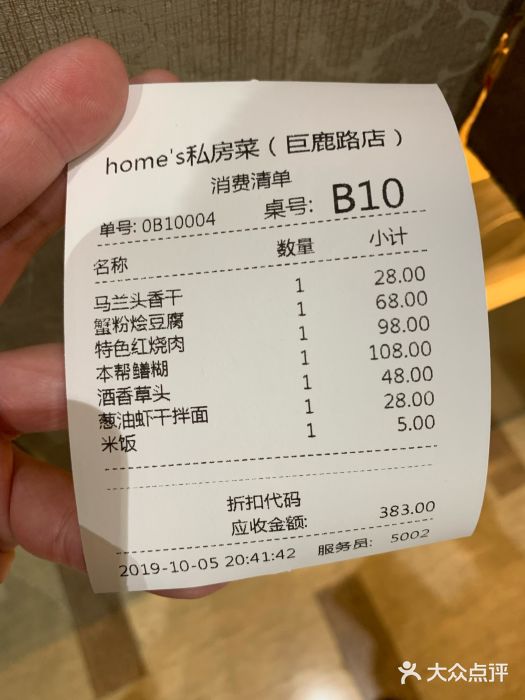 home's私房菜（巨鹿路店）
消费清单
单号: 0B10004 桌号: B10
名称 数量 小计
马兰头香干 1 28.00
蟹粉烩豆腐 1 68.00
特色红烧肉 1 98.00
本帮鳝糊 1 108.00
酒香草头 1 48.00
葱油虾干拌面 1 28.00
米饭 1 5.00
折扣代码
应收金额: 383.00
2019-10-05 20:41:42 服务员: 5002
大众点评